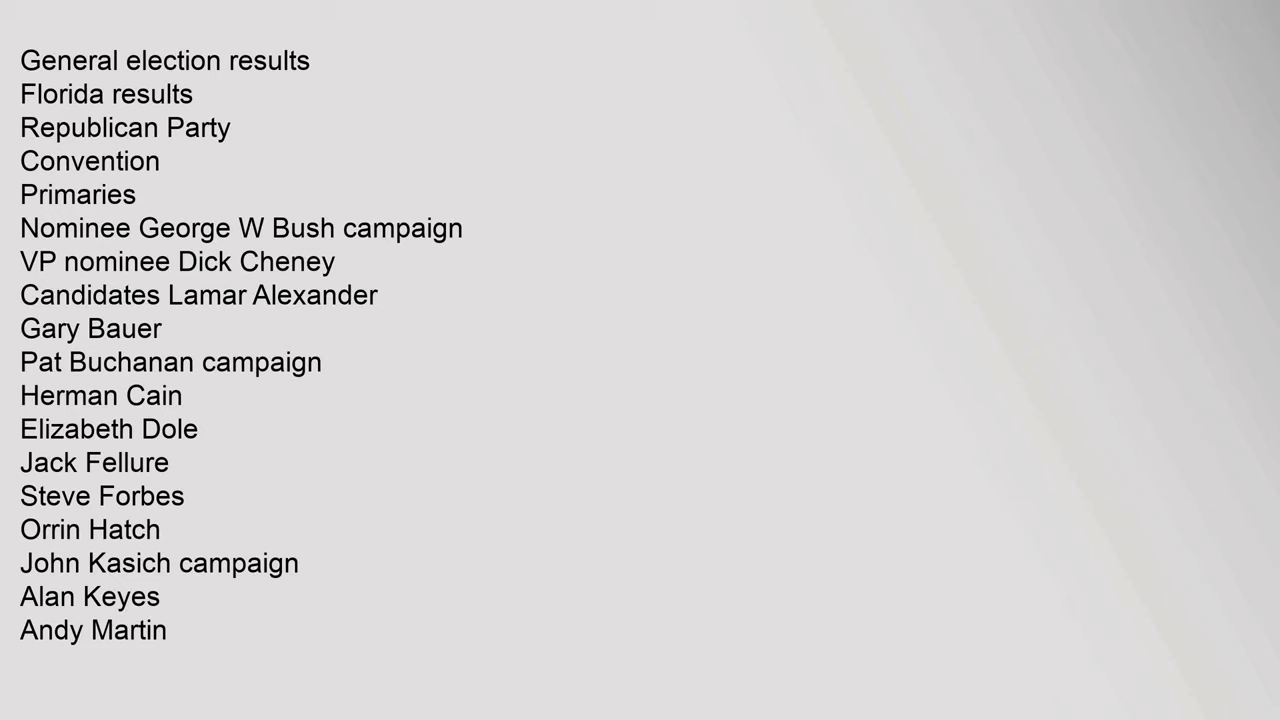 General election results
Florida results
Republican Party
Convention
Primaries
Nominee George W Bush campaign
VP nominee Dick Cheney
Candidates Lamar Alexander
Gary Bauer
Pat Buchanan campaign
Herman Cain
Elizabeth Dole
Jack Fellure
Steve Forbes
Orrin Hatch
John Kasich campaign
Alan Keyes
Andy Martin